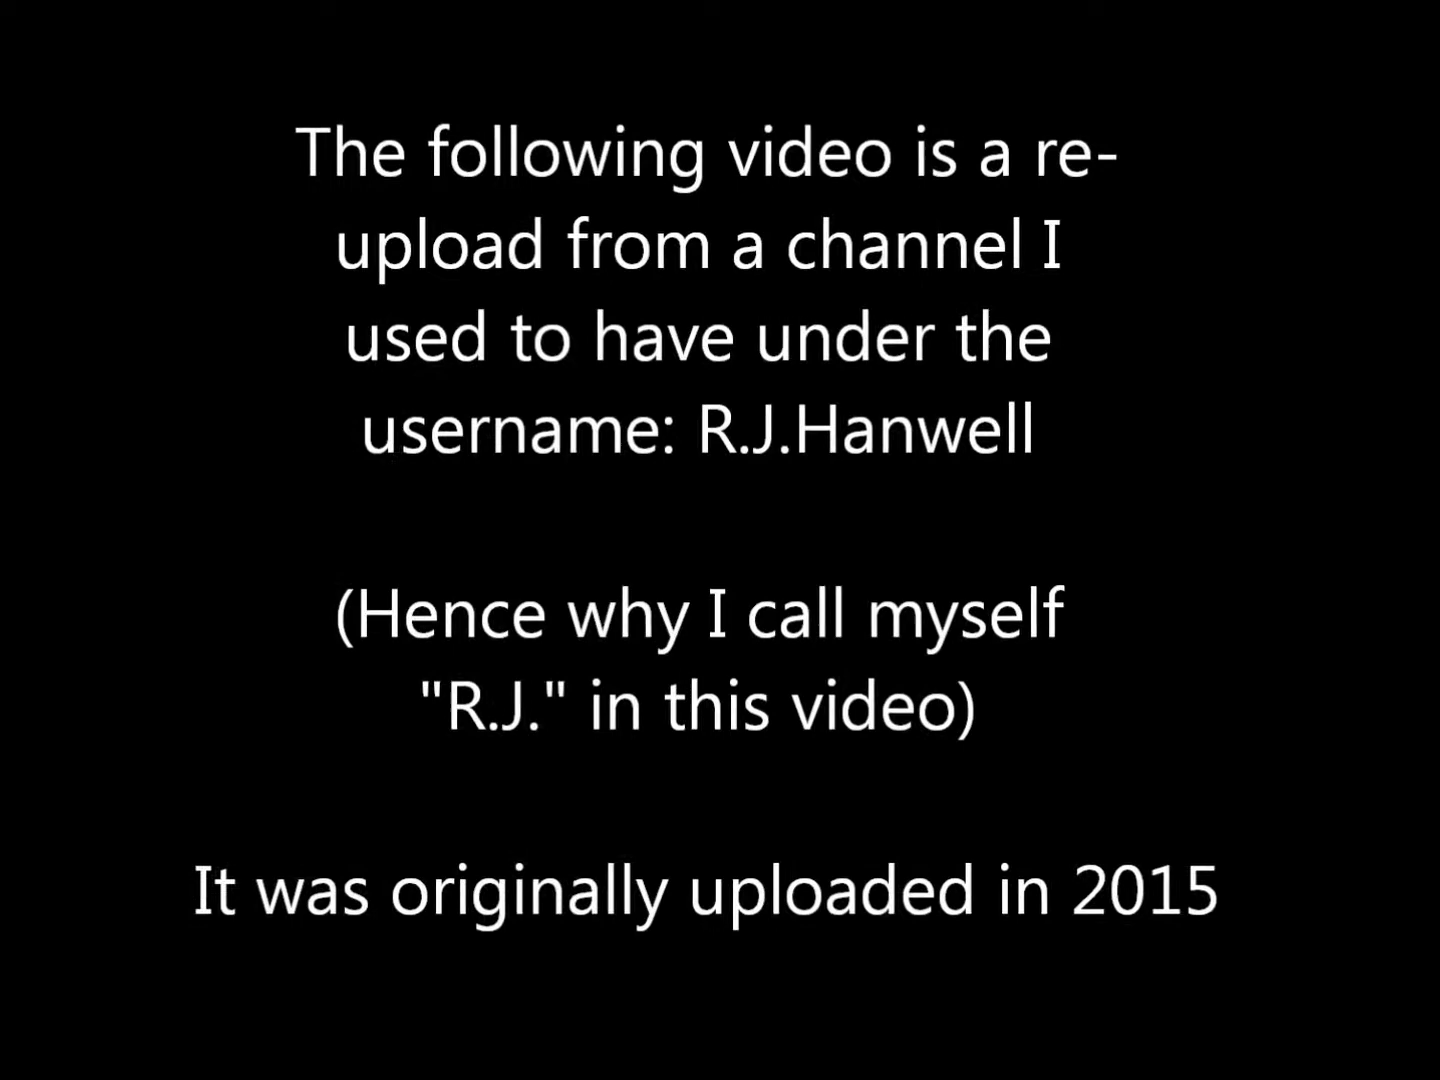 The following video is a re-
upload from a channel I
used to have under the
username: R.J.Hanwell
(Hence why I call myself
"R.J." in this video)
It was originally uploaded in 2015